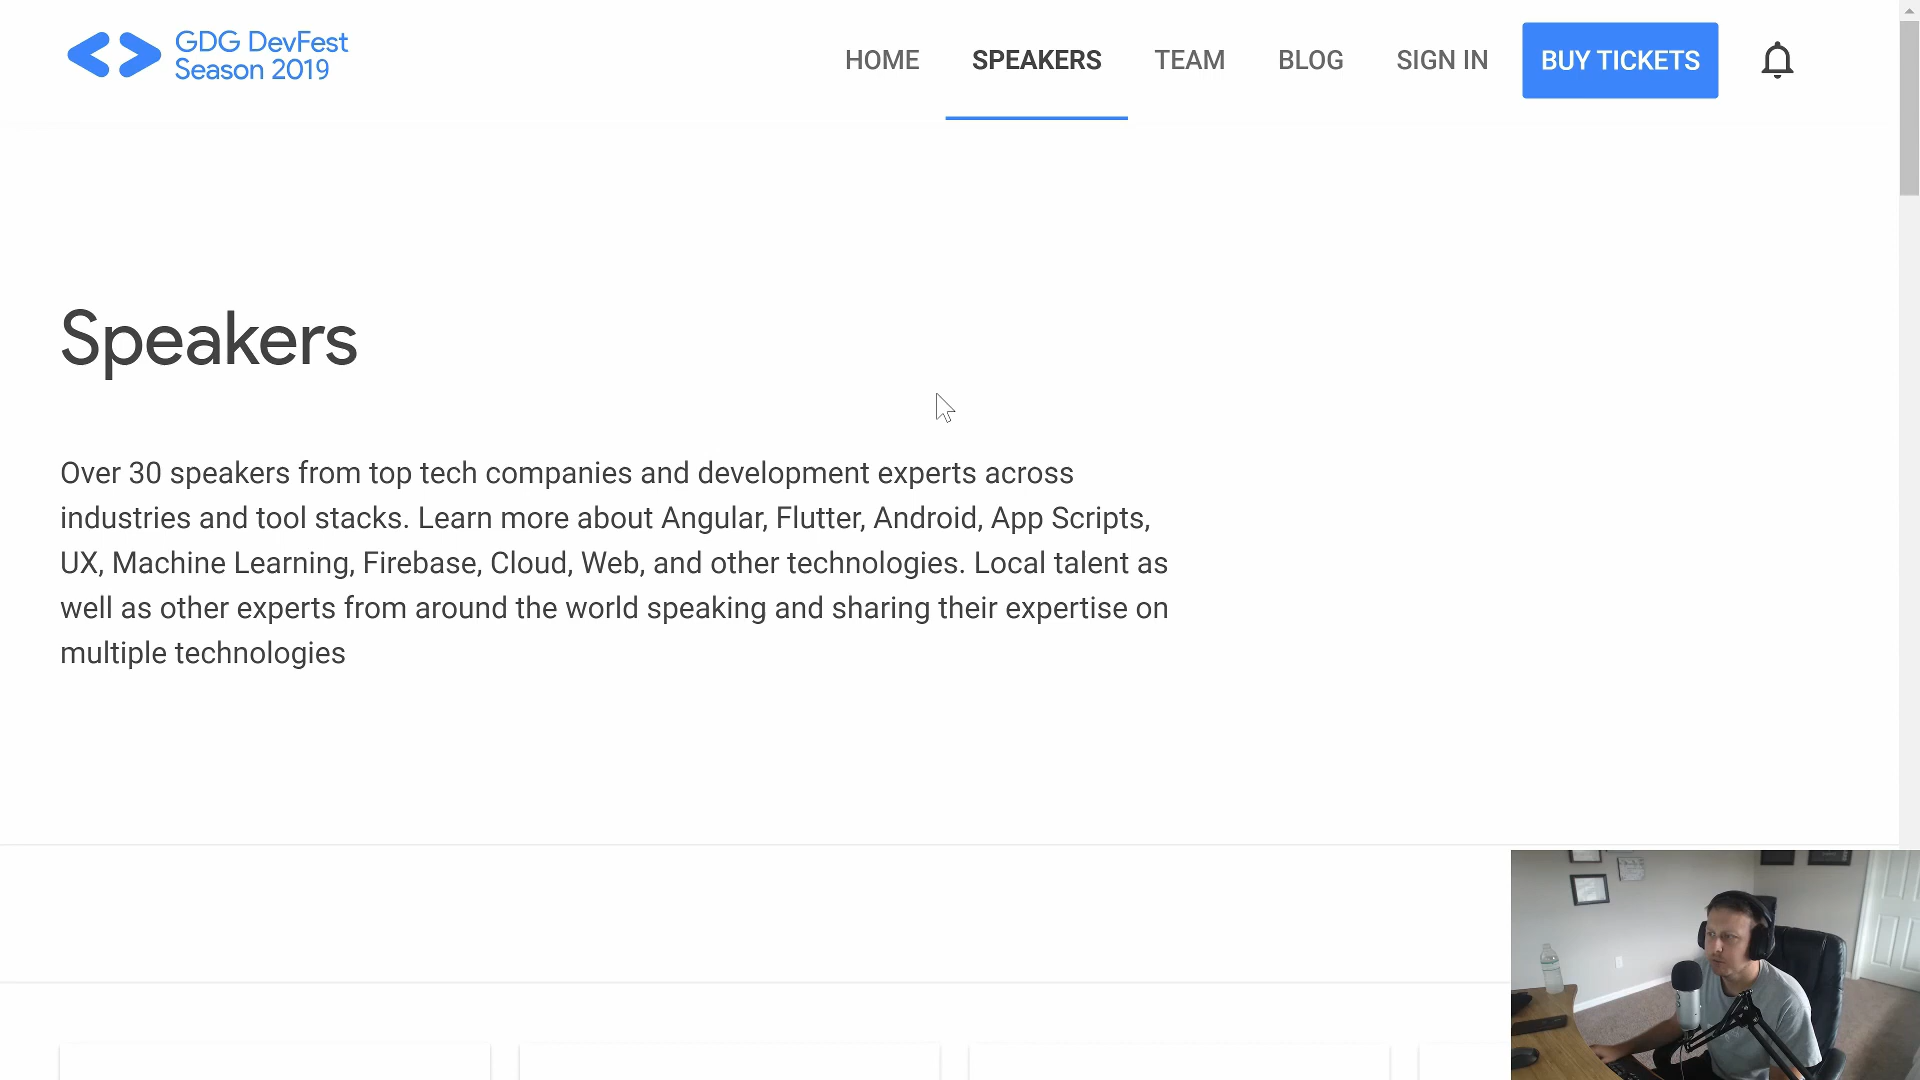 GDG DevFest
Season 2019
HOME
SPEAKERS
TEAM
BLOG
SIGN IN
BUY TICKETS
Speakers
Over 30 speakers from top tech companies and development experts across
industries and tool stacks. Learn more about Angular, Flutter, Android, App Scripts,
UX, Machine Learning, Firebase, Cloud, Web, and other technologies. Local talent as
well as other experts from around the world speaking and sharing their expertise on
multiple technologies